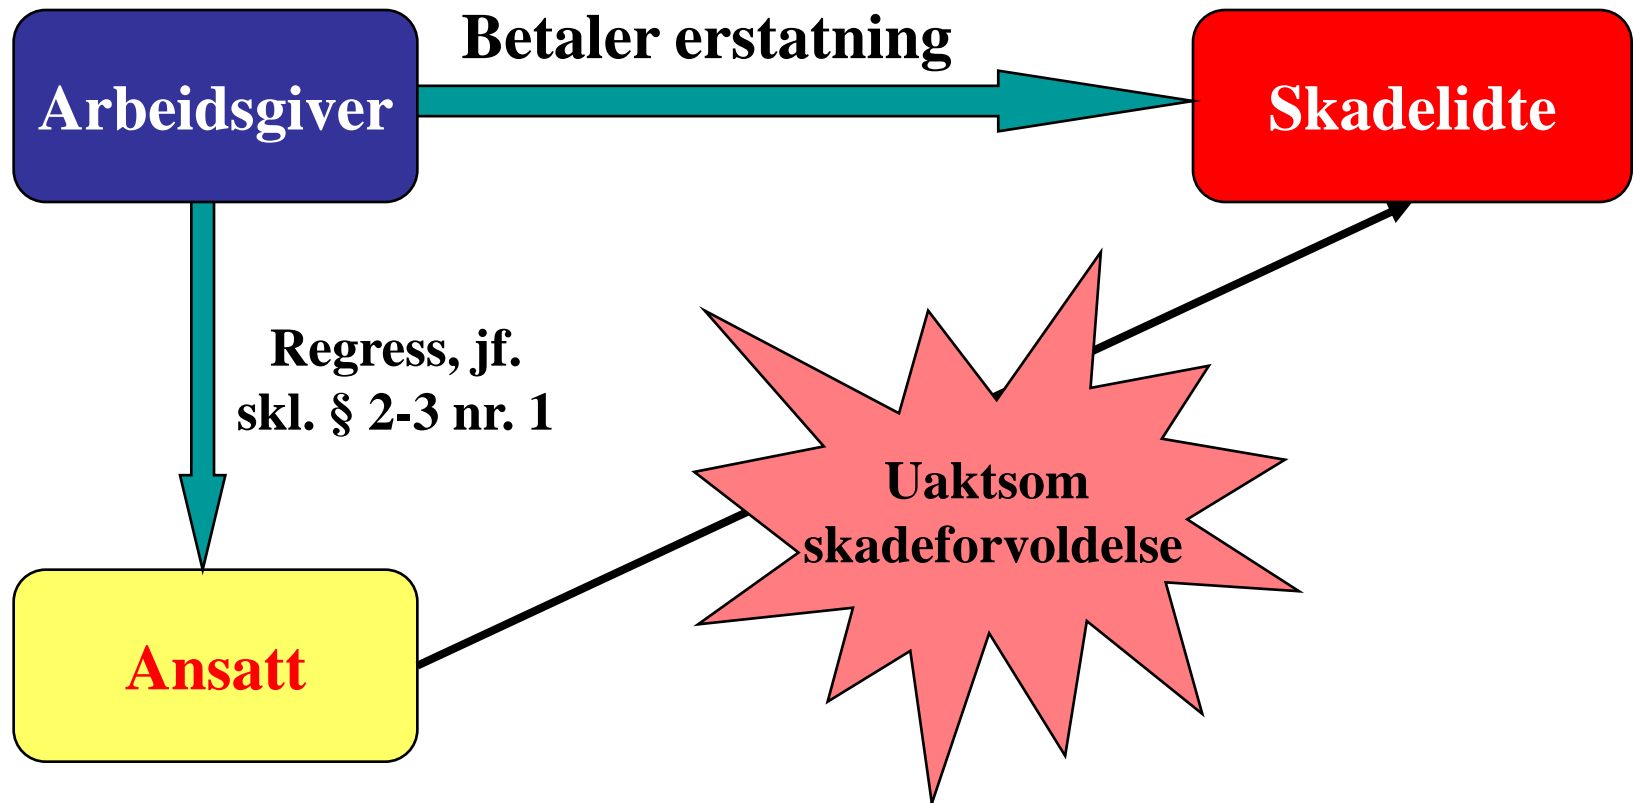 Betaler erstatning
Arbeidsgiver
Skadelidte
Regress, jf.
skl. § 2-3 nr. 1
Uaktsom
skadeforvoldelse
Ansatt